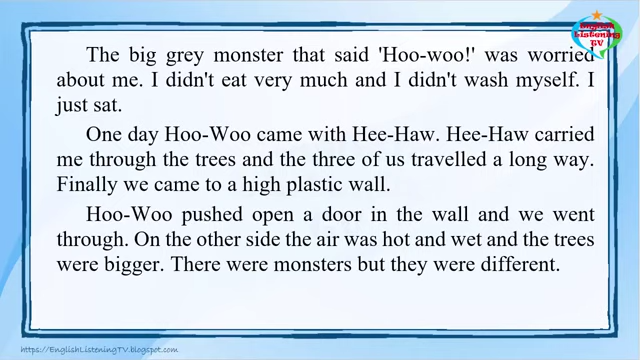 English
Listening
TV
The big grey monster that said 'Hoo-woo!' was worried
about me. I didn't eat very much and I didn't wash myself. I
just sat.
One day Hoo-Woo came with Hee-Haw. Hee-Haw carried
me through the trees and the three of us travelled a long way.
Finally we came to a high plastic wall.
Hoo-Woo pushed open a door in the wall and we went
through. On the other side the air was hot and wet and the trees
were bigger. There were monsters but they were different.
https://EnglishListeningTV.blogspot.com